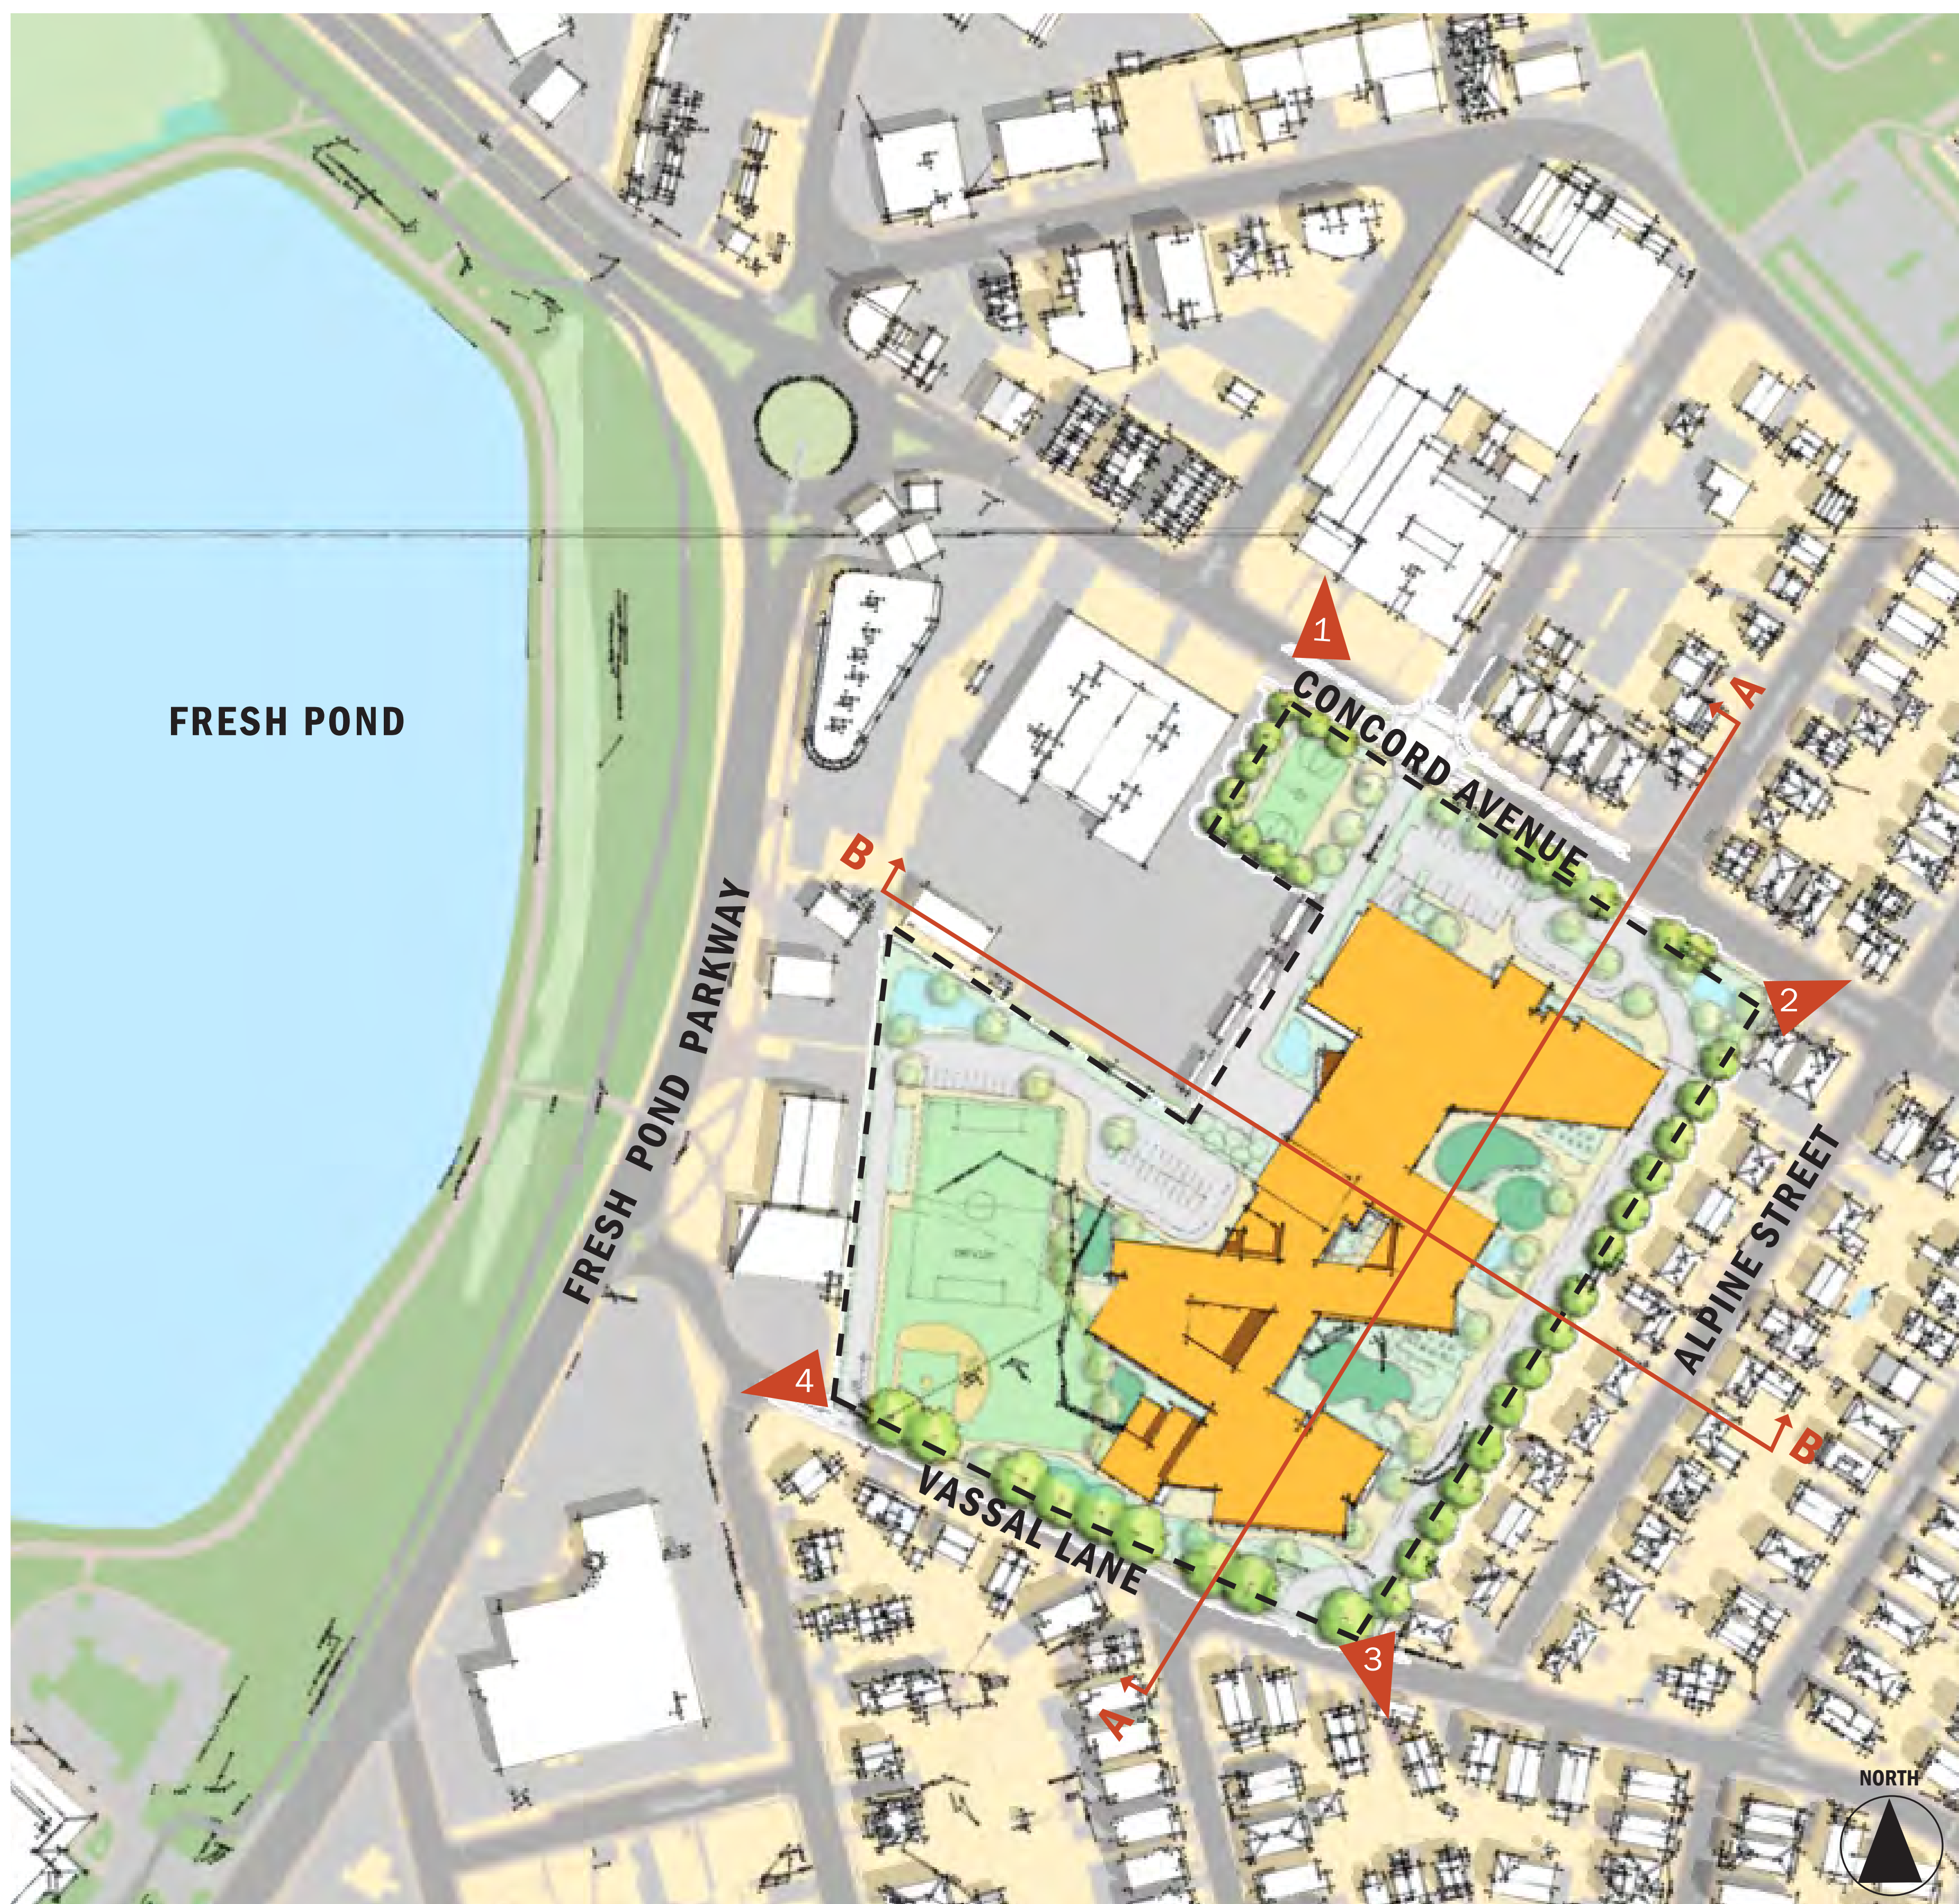 1
A
CONCORD AVENUE
FRESH POND
B
2
FRESH POND PARKWAY
ALPINE STREET
4
B
VASSAL LANE
3
A
NORTH